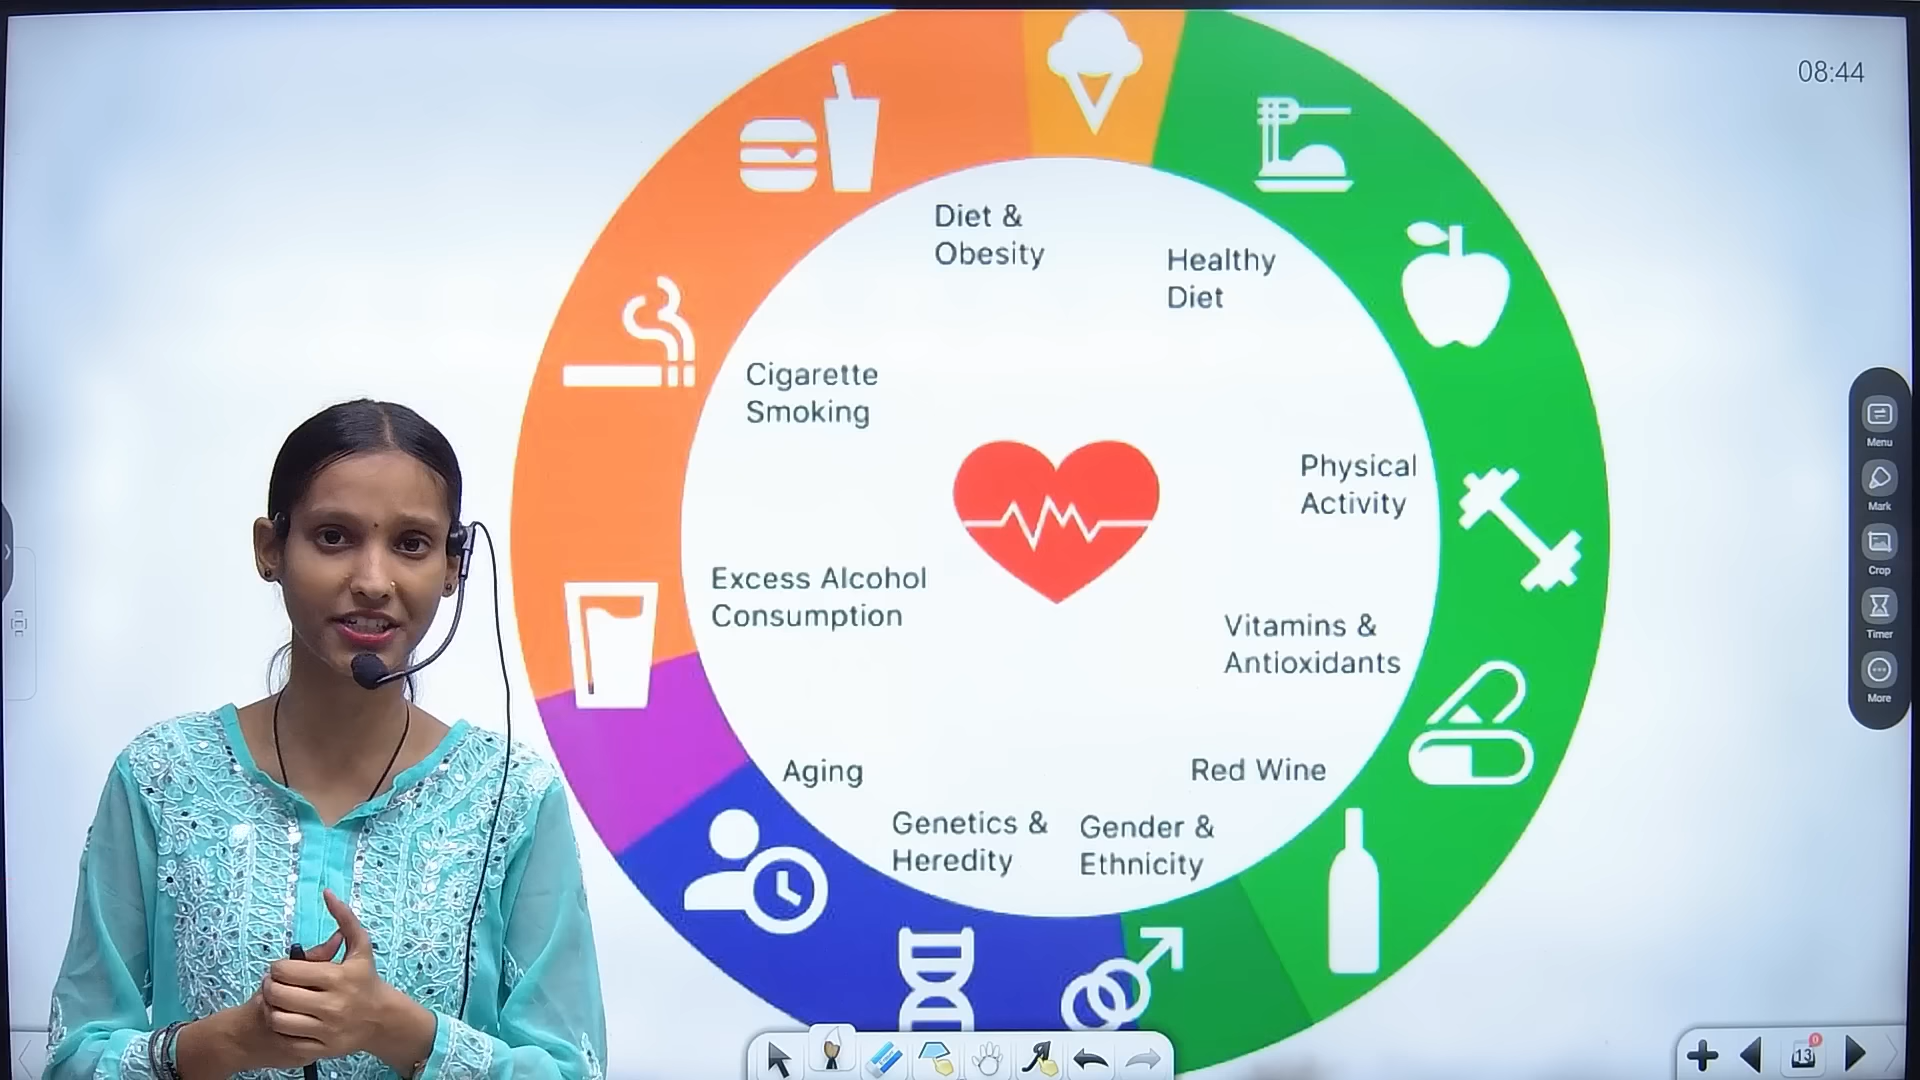 08:44
Diet &
Obesity
Healthy
Diet
Cigarette
Smoking
Physical
Activity
Excess Alcohol
Consumption
Vitamins &
Antioxidants
Aging
Red Wine
Genetics &
Heredity
Gender &
Ethnicity
Menu
Mark
Crop
Timer
More
13
0